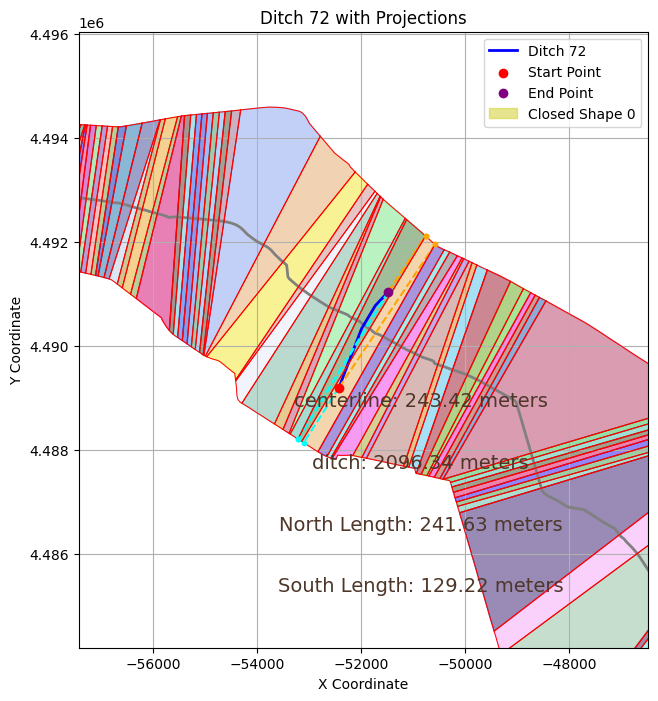 Ditch 72 with Projections
1e6
Ditch 72
Start Point
End Point
Closed Shape 0
4.496
4.494
4.492
4.490
4.488
4.486
Y Coordinate
centerline: 243.42 meters
ditch: 2096.34 meters
North Length: 241.63 meters
South Length: 129.22 meters
−56000
−54000
−52000
−50000
−48000
X Coordinate